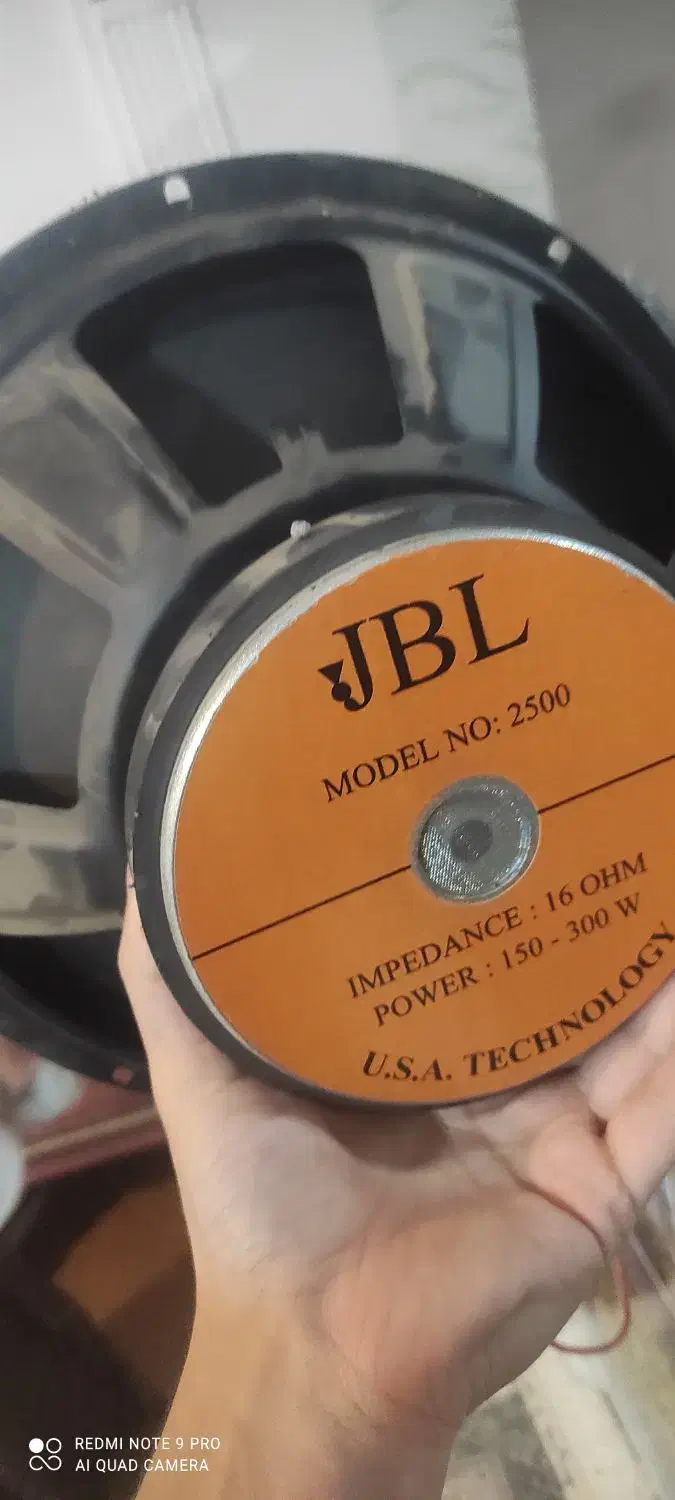 JBL
MODEL NO: 2500
IMPEDANCE : 16 OHM
POWER : 150 - 300 W
U.S.A. TECHNOLOGY
REDMI NOTE 9 PRO
AI QUAD CAMERA